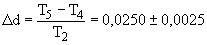 Δd = (T₅ − T₄) / T₂ = 0,0250 ± 0,0025